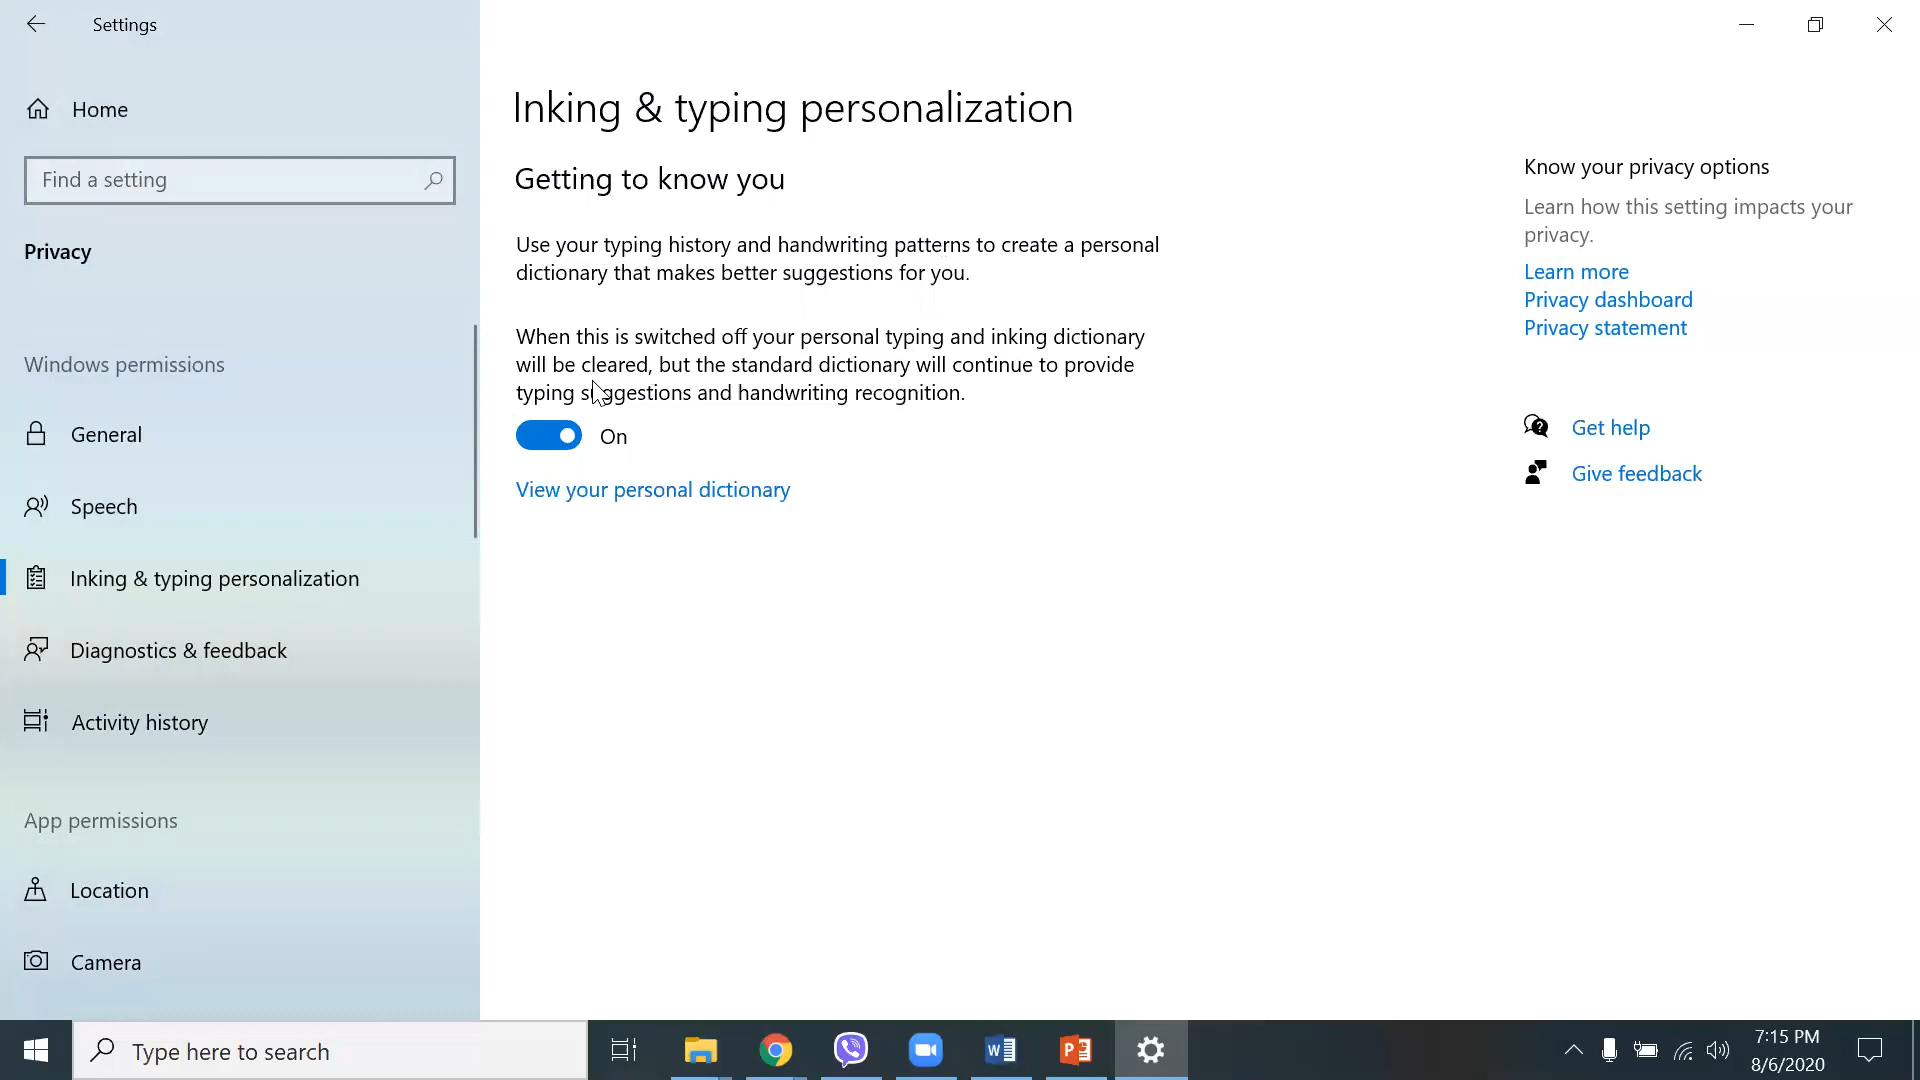 Settings
Home
Find a setting
Privacy
Windows permissions
General
Speech
Inking & typing personalization
Diagnostics & feedback
Activity history
App permissions
Location
Camera
Inking & typing personalization
Getting to know you
Use your typing history and handwriting patterns to create a personal
dictionary that makes better suggestions for you.
When this is switched off your personal typing and inking dictionary
will be cleared, but the standard dictionary will continue to provide
typing suggestions and handwriting recognition.
On
View your personal dictionary
Know your privacy options
Learn how this setting impacts your
privacy.
Learn more
Privacy dashboard
Privacy statement
Get help
Give feedback
Type here to search
7:15 PM
8/6/2020